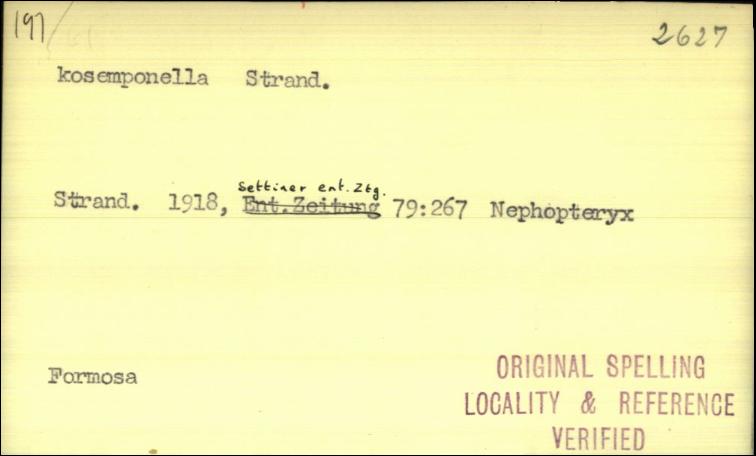 197/
2627
kosemponella Strand.
Settiner ent. Ztg.
Strand. 1918, Ent.Zeitung 79:267 Nephopteryx
Formosa
ORIGINAL SPELLING
LOCALITY & REFERENCE
VERIFIED